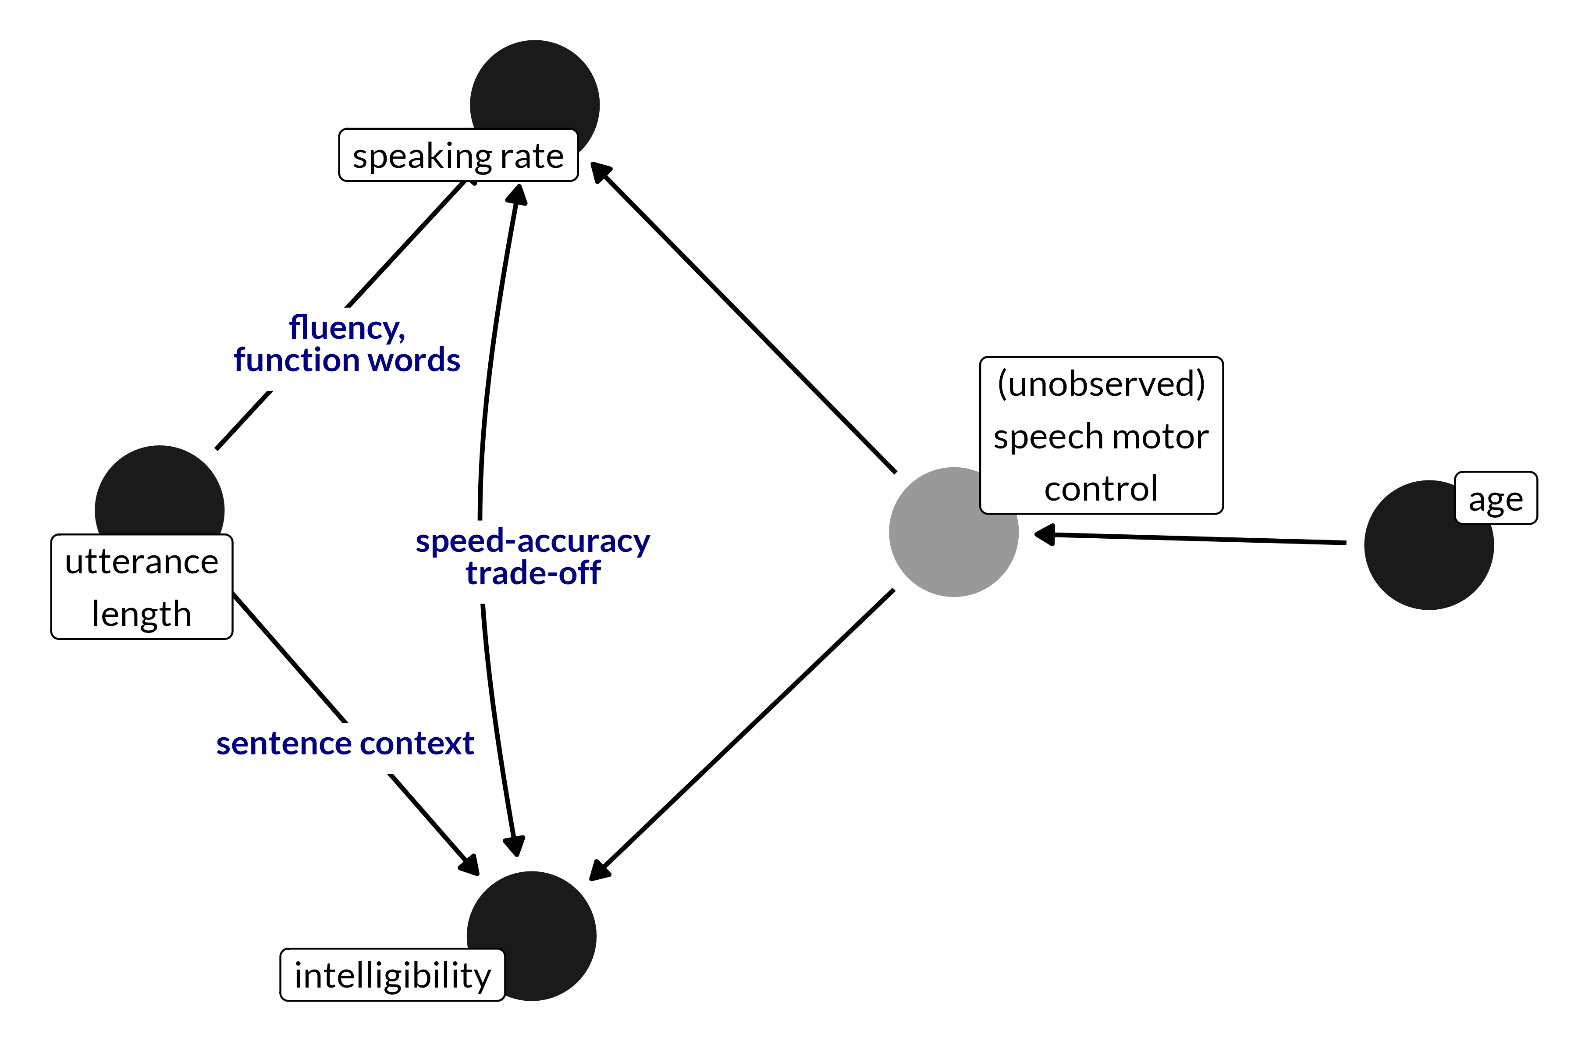 speaking rate
fluency,
function words
(unobserved)
speech motor
control
age
utterance
length
speed-accuracy
trade-off
sentence context
intelligibility